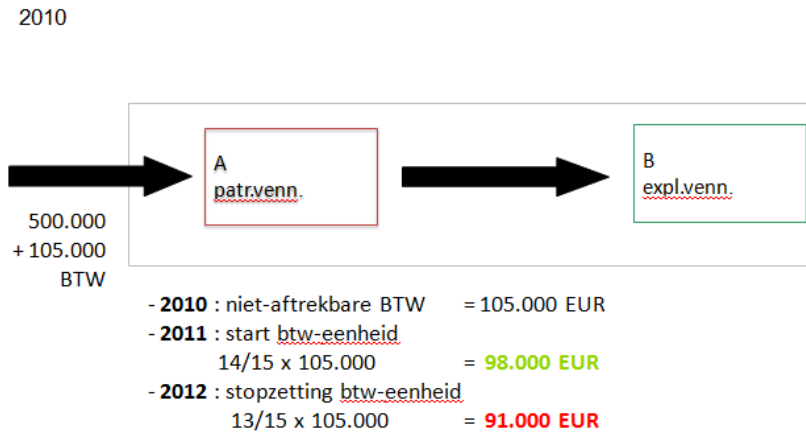 2010
A
patr.venn.
B
expl.venn.
500.000
+ 105.000
BTW
- 2010 : niet-aftrekbare BTW = 105.000 EUR
- 2011 : start btw-eenheid
14/15 x 105.000 = 98.000 EUR
- 2012 : stopzetting btw-eenheid
13/15 x 105.000 = 91.000 EUR